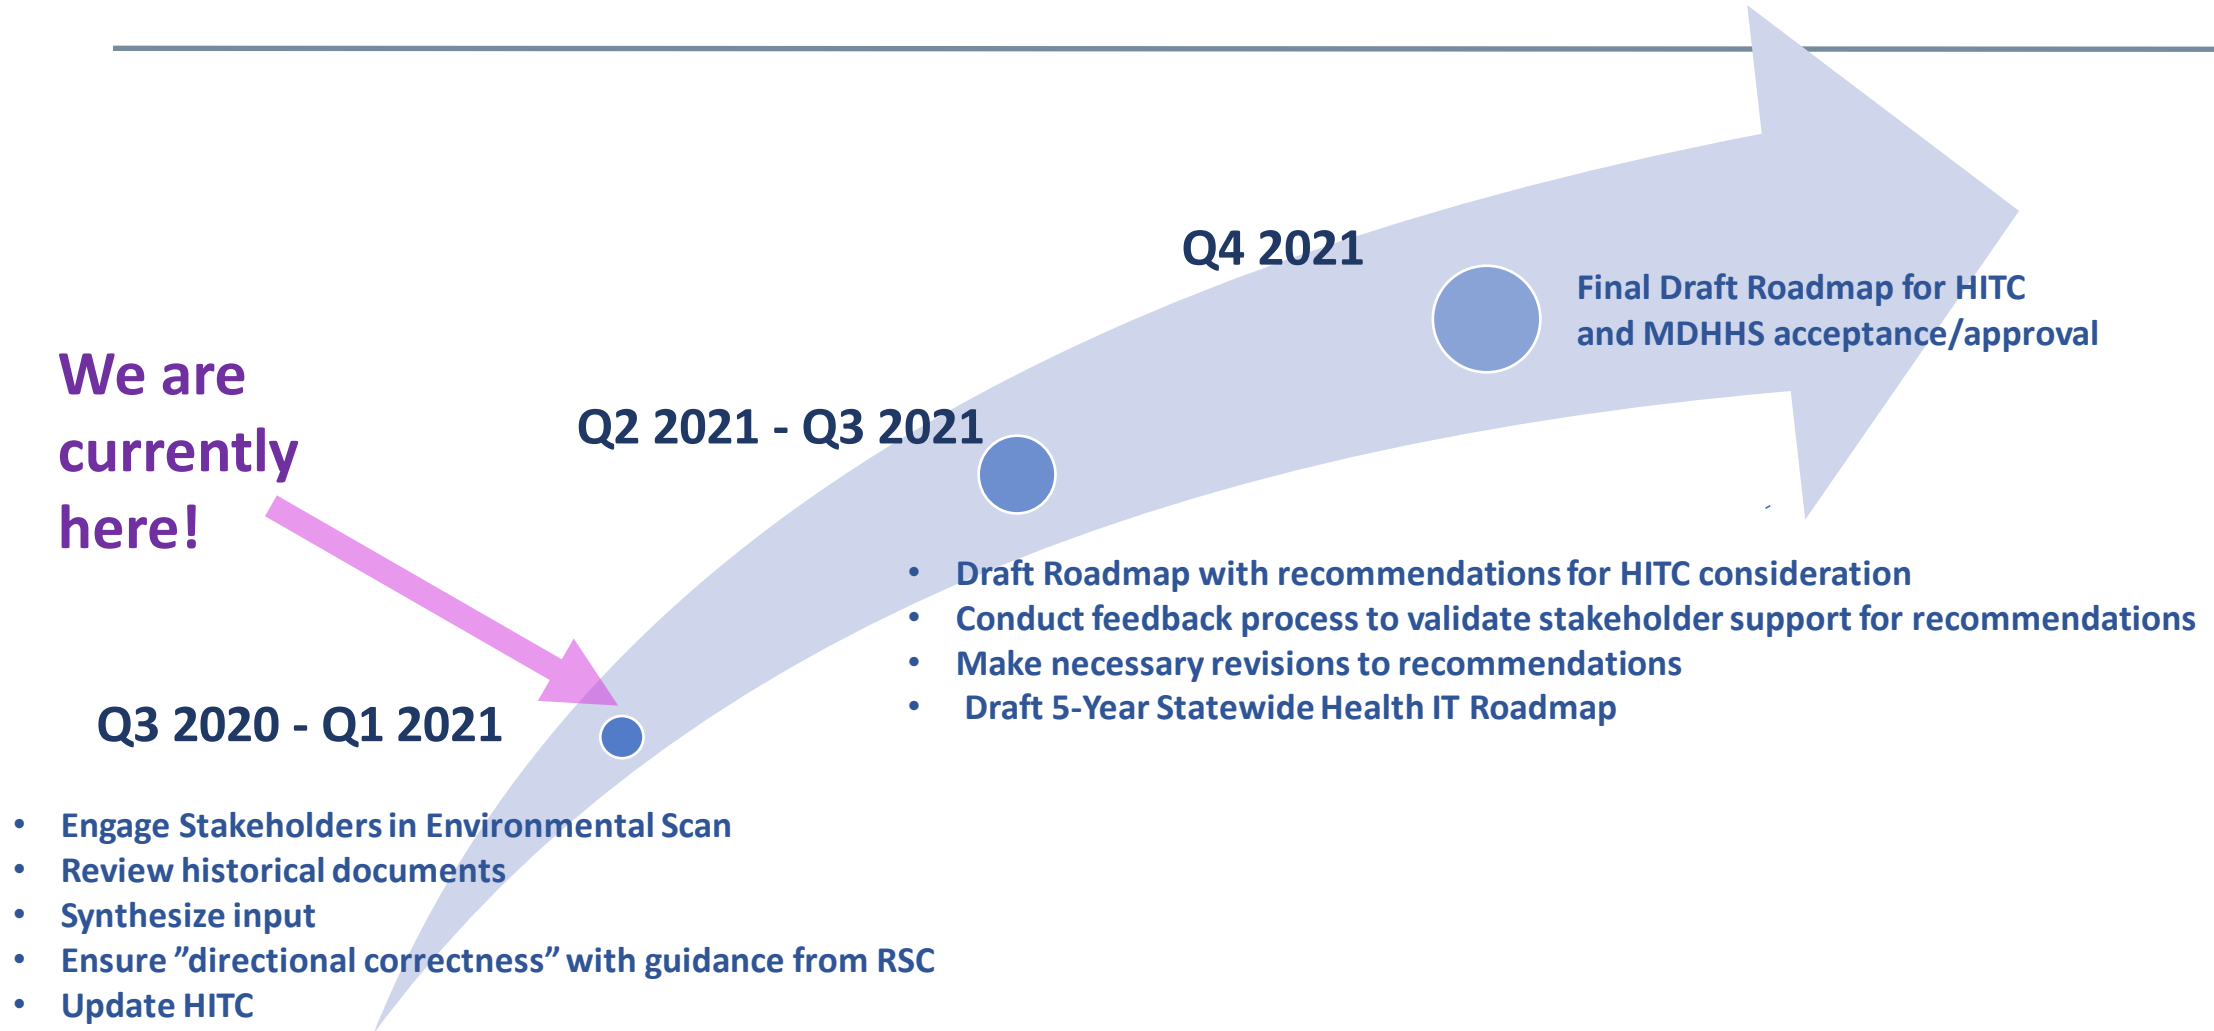 Q4 2021
Final Draft Roadmap for HITC
and MDHHS acceptance/approval
We are
currently
here!
Q2 2021 - Q3 2021
• Draft Roadmap with recommendations for HITC consideration
• Conduct feedback process to validate stakeholder support for recommendations
• Make necessary revisions to recommendations
• Draft 5-Year Statewide Health IT Roadmap
Q3 2020 - Q1 2021
• Engage Stakeholders in Environmental Scan
• Review historical documents
• Synthesize input
• Ensure ”directional correctness” with guidance from RSC
• Update HITC